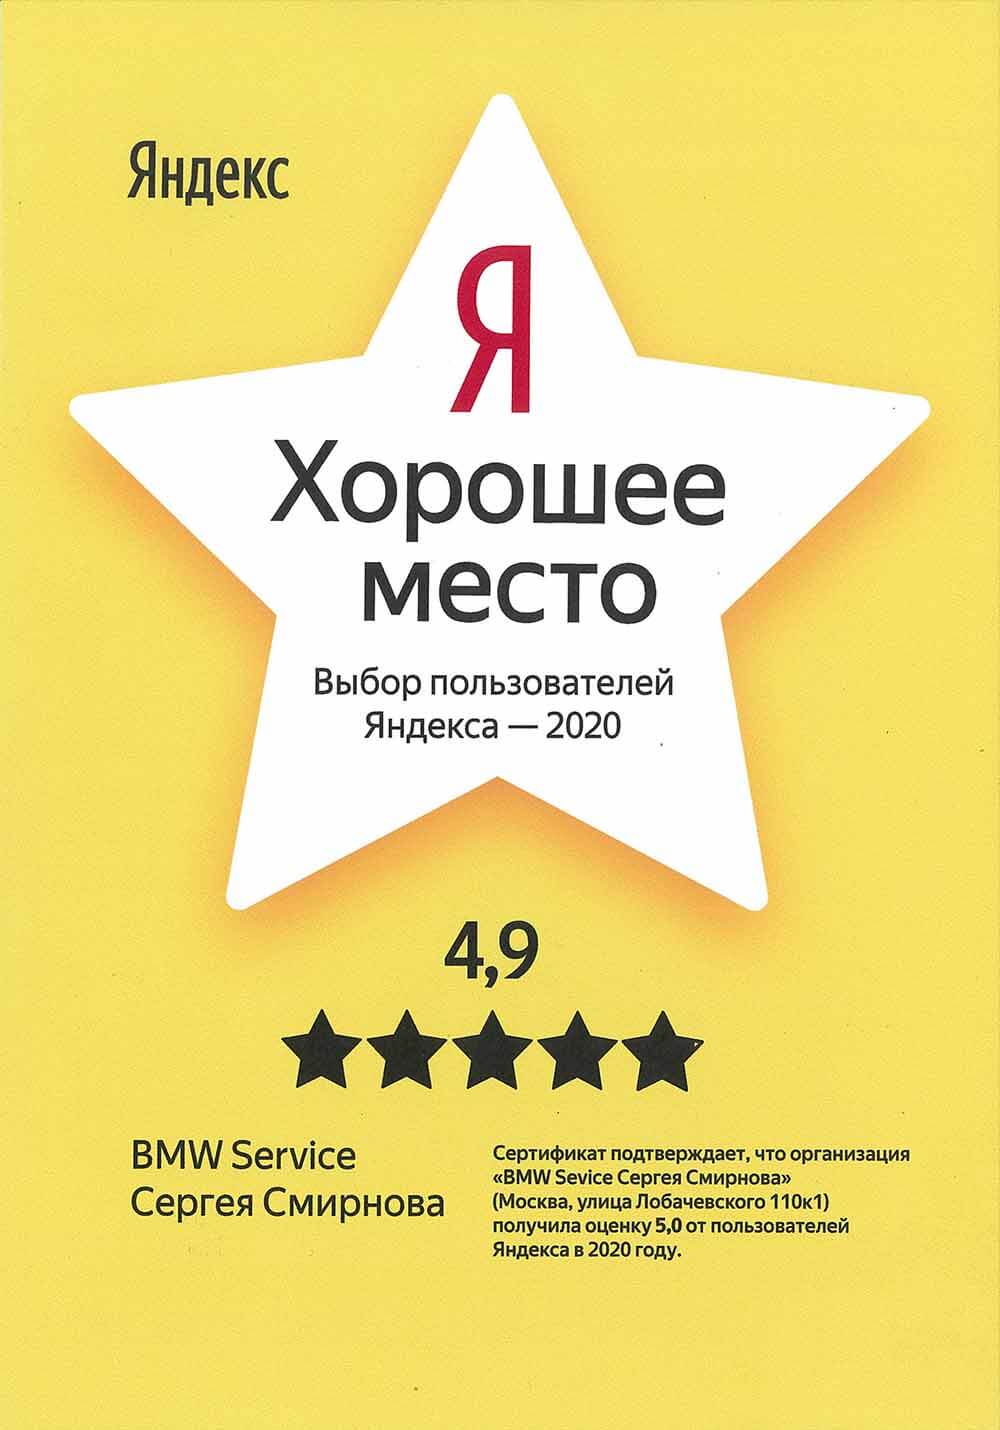 Яндекс
Я
Хорошее
место
Выбор пользователей
Яндекса — 2020
4,9
BMW Service
Сергея Смирнова
Сертификат подтверждает, что организация
«BMW Sevice Сергея Смирнова»
(Москва, улица Лобачевского 110к1)
получила оценку 5,0 от пользователей
Яндекса в 2020 году.